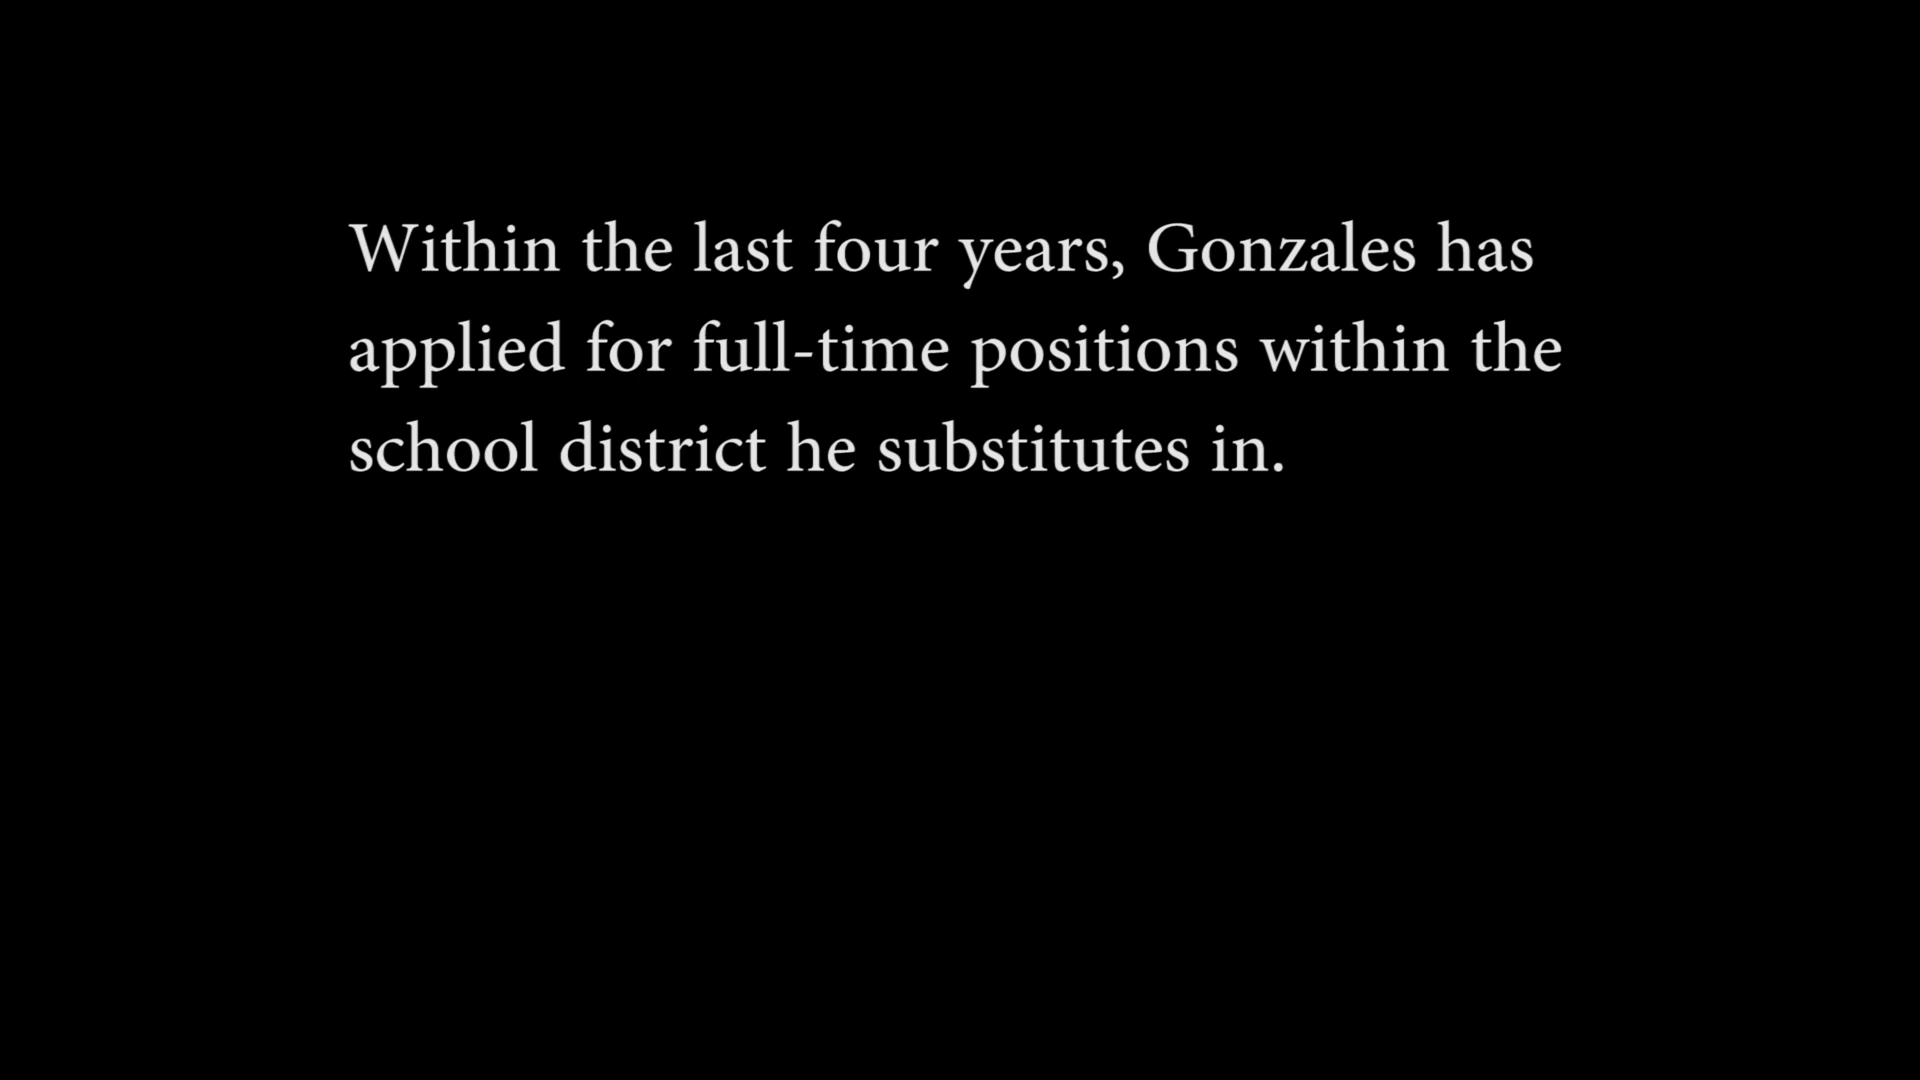 Within the last four years, Gonzales has
applied for full-time positions within the
school district he substitutes in.